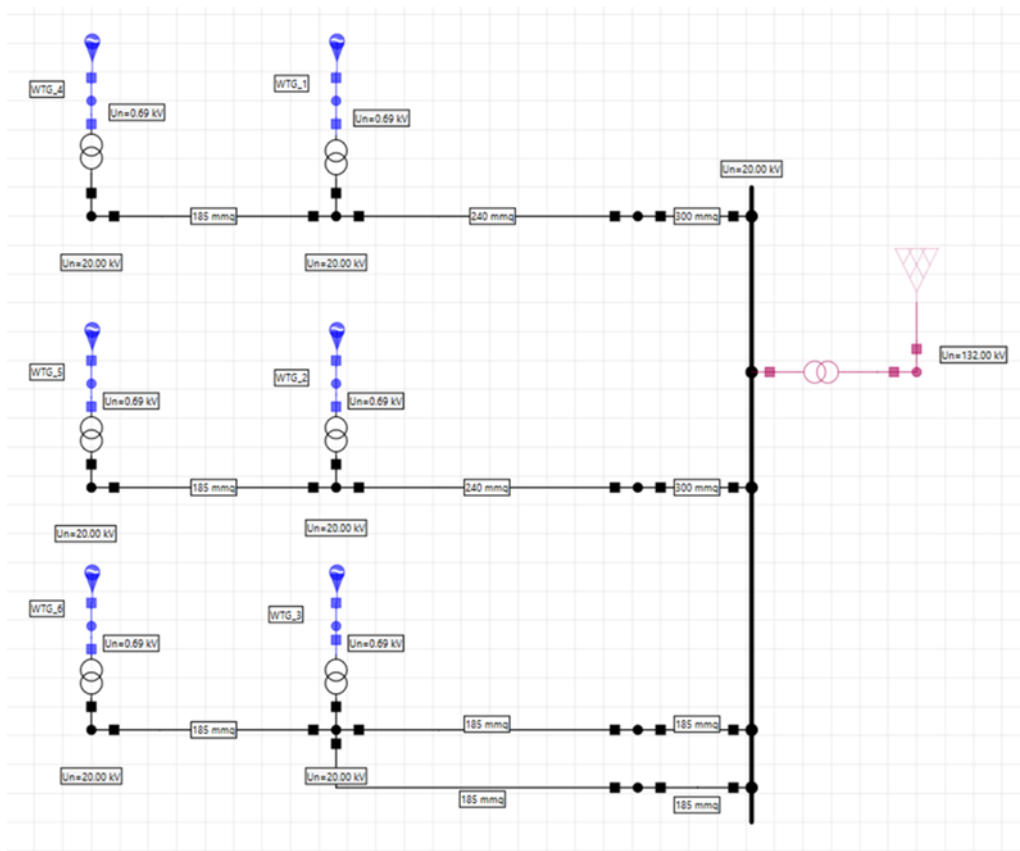 WTG_4
WTG_1
Un=0.69 kV
Un=0.69 kV
Un=20.00 kV
185 mmq
240 mmq
300 mmq
Un=20.00 kV
Un=20.00 kV
Un=132.00 kV
WTG_5
WTG_2
Un=0.69 kV
Un=0.69 kV
185 mmq
240 mmq
300 mmq
Un=20.00 kV
Un=20.00 kV
WTG_6
WTG_3
Un=0.69 kV
Un=0.69 kV
185 mmq
185 mmq
185 mmq
Un=20.00 kV
Un=20.00 kV
185 mmq
185 mmq